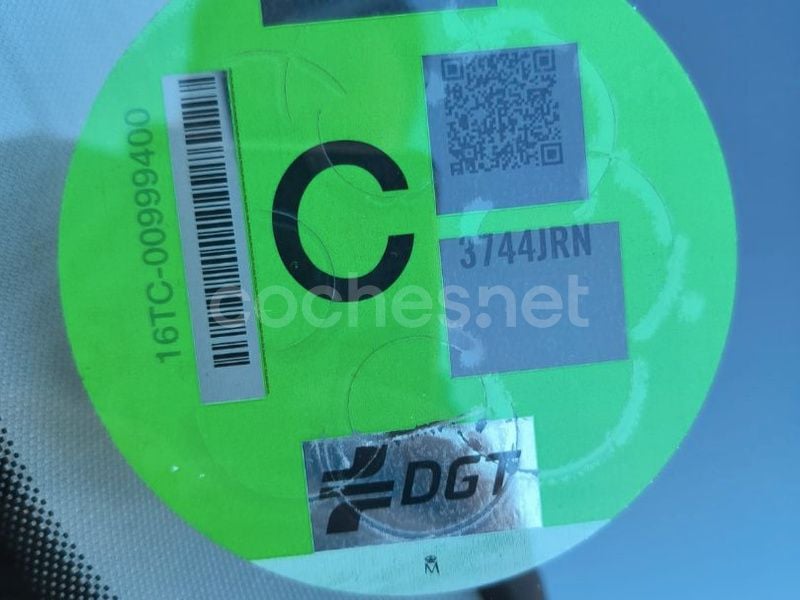 C
16TC-00999400
3744JRN
coches.net
DGT
M